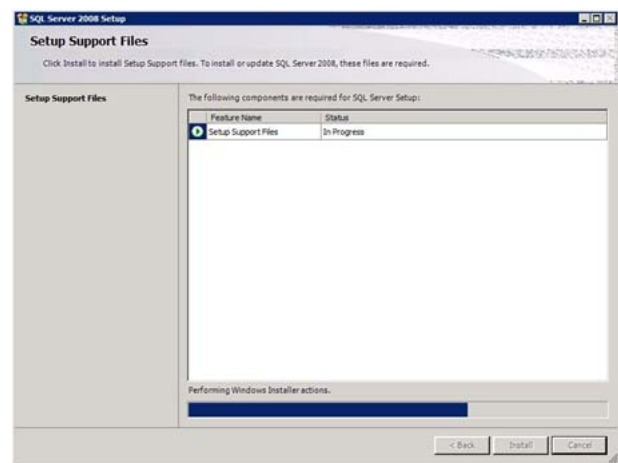 SQL Server 2008 Setup
Setup Support Files
Click Install to install Setup Support files. To install or update SQL Server 2008, these files are required.
Setup Support Files
The following components are required for SQL Server Setup:
Feature Name Status
Setup Support Files In Progress
Performing Windows Installer actions.
< Back Install Cancel